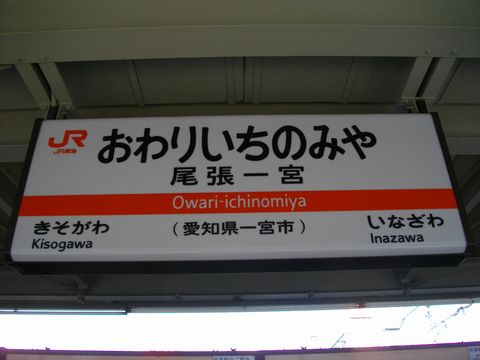 JR
JR東海
おわりいちのみや
尾張一宮
Owari-ichinomiya
きそがわ
Kisogawa
(愛知県一宮市)
いなざわ
Inazawa